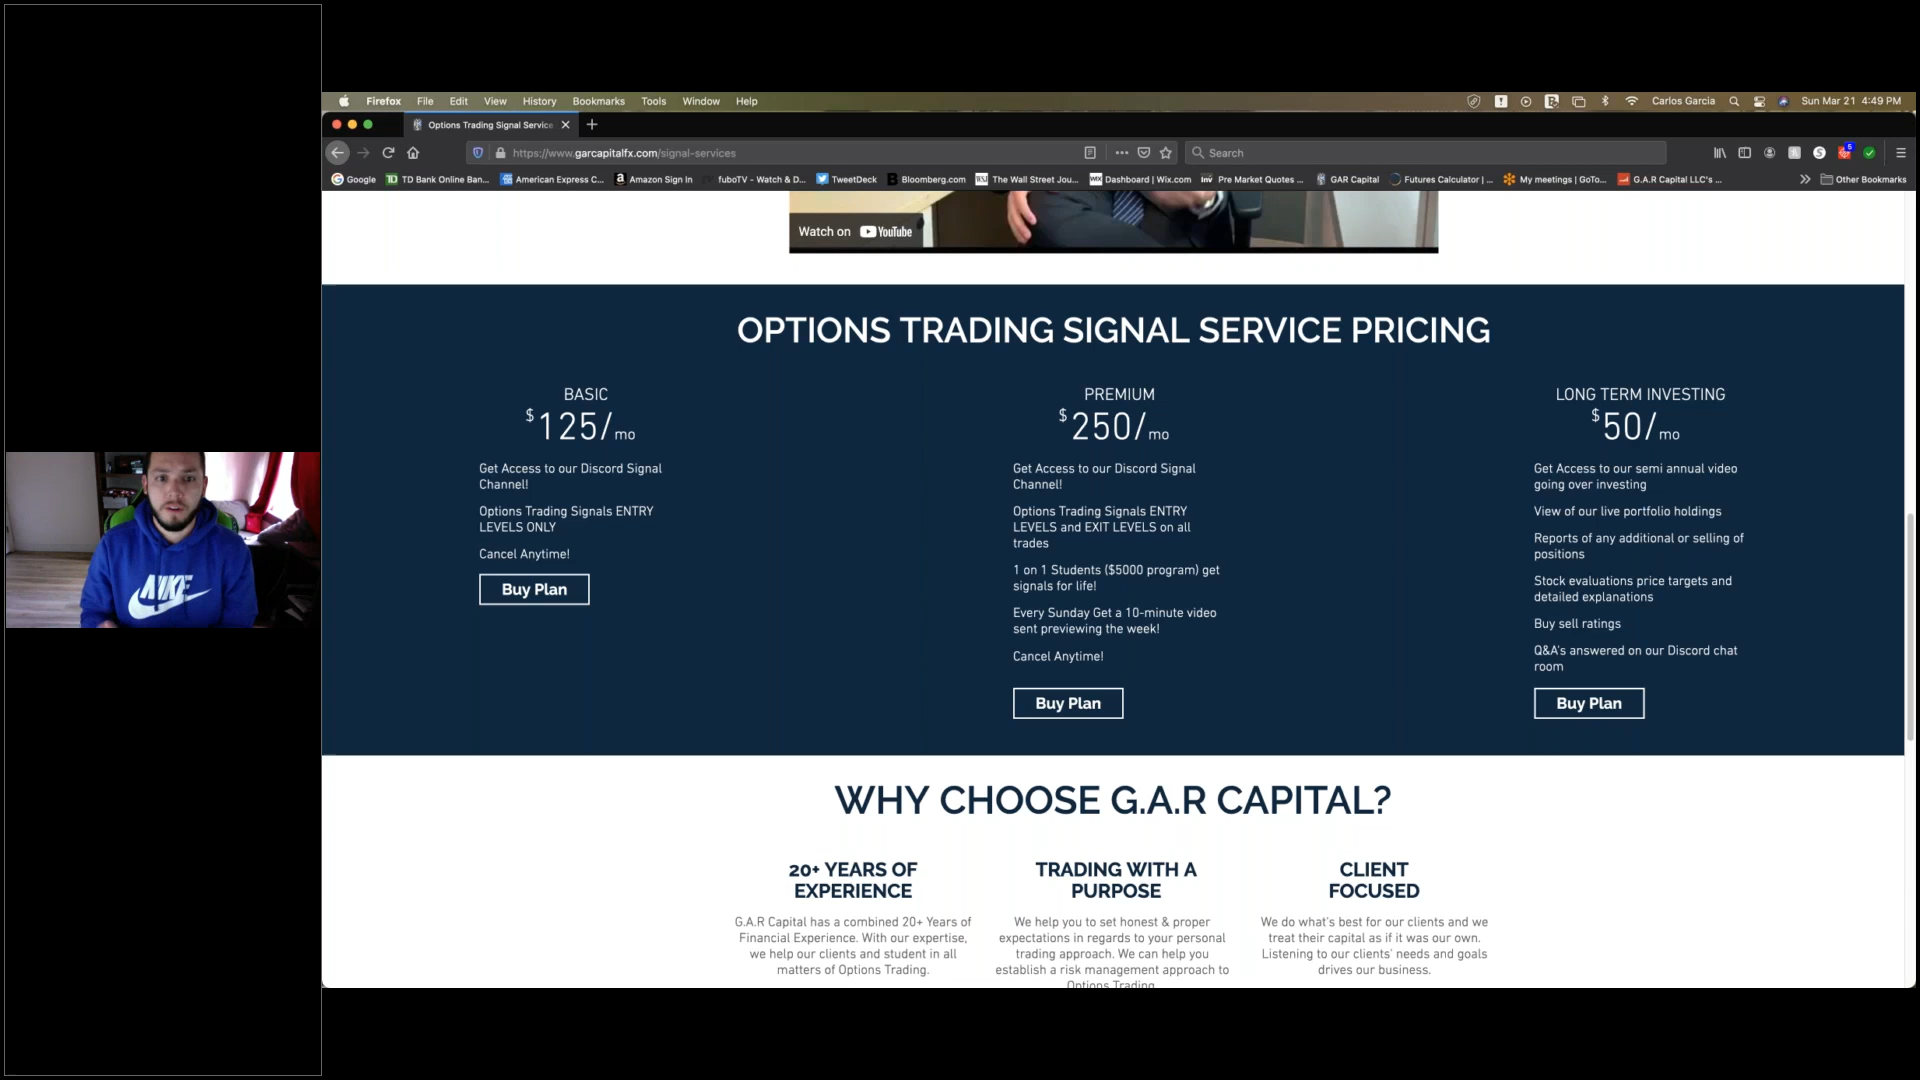 Firefox File Edit View History Bookmarks Tools Window Help Carlos Garcia Sun Mar 21 4:49 PM
Options Trading Signal Service
https://www.garcapitalfx.com/signal-services Search
Google TD Bank Online Ban... American Express C... Amazon Sign In fuboTV - Watch & D... TweetDeck Bloomberg.com The Wall Street Jou... Dashboard | Wix.com Pre Market Quotes ... GAR Capital Futures Calculator | ... My meetings | GoTo... G.A.R Capital LLC's ... Other Bookmarks
Watch on YouTube
OPTIONS TRADING SIGNAL SERVICE PRICING
BASIC
$125/mo
Get Access to our Discord Signal
Channel!
Options Trading Signals ENTRY
LEVELS ONLY
Cancel Anytime!
Buy Plan
PREMIUM
$250/mo
Get Access to our Discord Signal
Channel!
Options Trading Signals ENTRY
LEVELS and EXIT LEVELS on all
trades
1 on 1 Students ($5000 program) get
signals for life!
Every Sunday Get a 10-minute video
sent previewing the week!
Cancel Anytime!
Buy Plan
LONG TERM INVESTING
$50/mo
Get Access to our semi annual video
going over investing
View of our live portfolio holdings
Reports of any additional or selling of
positions
Stock evaluations price targets and
detailed explanations
Buy sell ratings
Q&A's answered on our Discord chat
room
Buy Plan
WHY CHOOSE G.A.R CAPITAL?
20+ YEARS OF
EXPERIENCE
G.A.R Capital has a combined 20+ Years of
Financial Experience. With our expertise,
we help our clients and student in all
matters of Options Trading.
TRADING WITH A
PURPOSE
We help you to set honest & proper
expectations in regards to your personal
trading approach. We can help you
establish a risk management approach to
Options Trading
CLIENT
FOCUSED
We do what's best for our clients and we
treat their capital as if it was our own.
Listening to our clients' needs and goals
drives our business.
NIKE